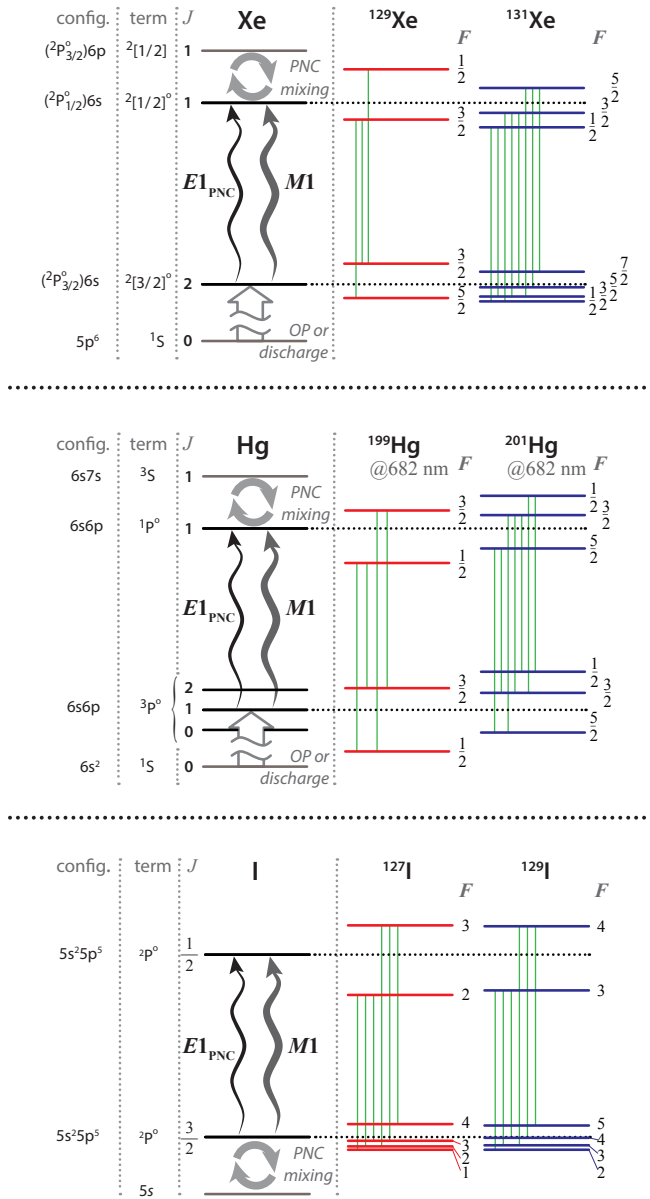 config. term J Xe ¹²⁹Xe ¹³¹Xe
F F
(²P°3/2)6p ²[1/2] 1 PNC mixing 1/2 5/2
(²P°1/2)6s ²[1/2]° 1 3/2 3/2 1/2
E1PNC M1
(²P°3/2)6s ²[3/2]° 2 3/2 5/2 7/2 5/2 3/2 1/2
5p⁶ ¹S 0 OP or discharge
config. term J Hg ¹⁹⁹Hg ²⁰¹Hg
@682 nm F @682 nm F
6s7s ³S 1 PNC mixing 3/2 1/2 3/2
6s6p ¹P° 1 1/2 5/2
E1PNC M1
2 3/2 1/2 3/2
6s6p ³P° 1
0 1/2 5/2
6s² ¹S 0 OP or discharge
config. term J I ¹²⁷I ¹²⁹I
F F
3 4
5s²5p⁵ ²P° 1/2
2 3
E1PNC M1
4 5
5s²5p⁵ ²P° 3/2 3 4
PNC mixing 2 3
1 2
5s